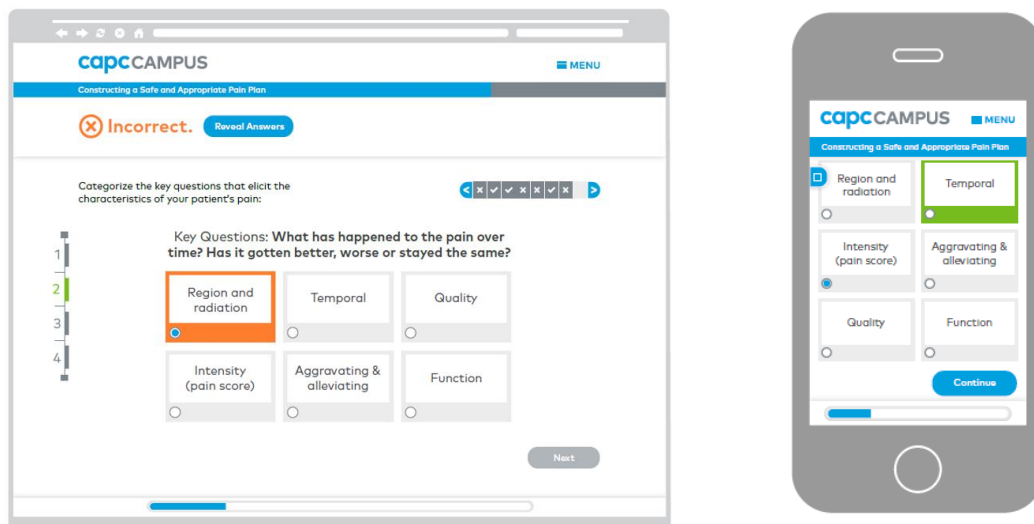 capcCAMPUS
MENU
Constructing a Safe and Appropriate Pain Plan
Incorrect.
Reveal Answers
Categorize the key questions that elicit the
characteristics of your patient's pain:
Key Questions: What has happened to the pain over
time? Has it gotten better, worse or stayed the same?
1
2
3
4
Region and
radiation
Temporal
Quality
Intensity
(pain score)
Aggravating &
alleviating
Function
Next
capcCAMPUS
MENU
Constructing a Safe and Appropriate Pain Plan
Region and
radiation
Temporal
Intensity
(pain score)
Aggravating &
alleviating
Quality
Function
Continue